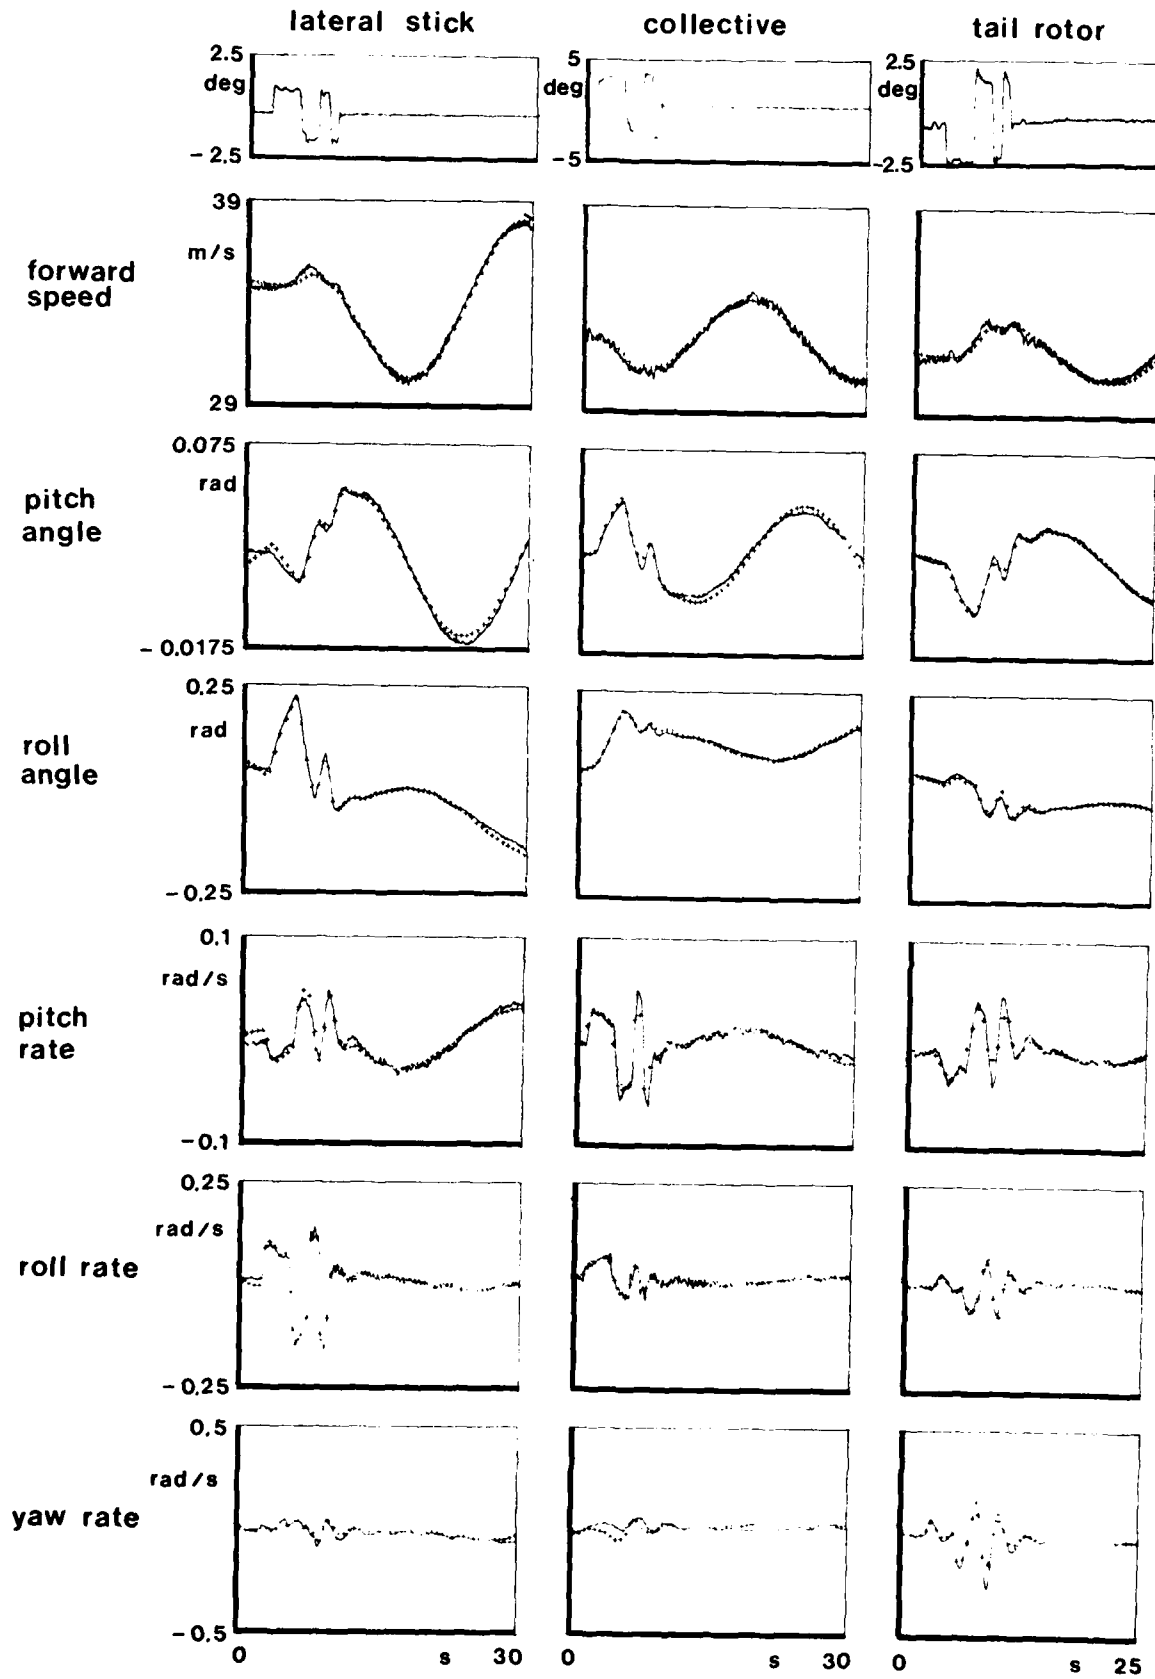 lateral stick collective tail rotor
2.5 5 2.5
deg deg deg
-2.5 -5 -2.5
39
m/s
forward
speed
29
0.075
rad
pitch
angle
-0.0175
0.25
rad
roll
angle
-0.25
0.1
rad/s
pitch
rate
-0.1
0.25
rad/s
roll rate
-0.25
0.5
rad/s
yaw rate
-0.5
0 s 30 0 s 30 0 s 25